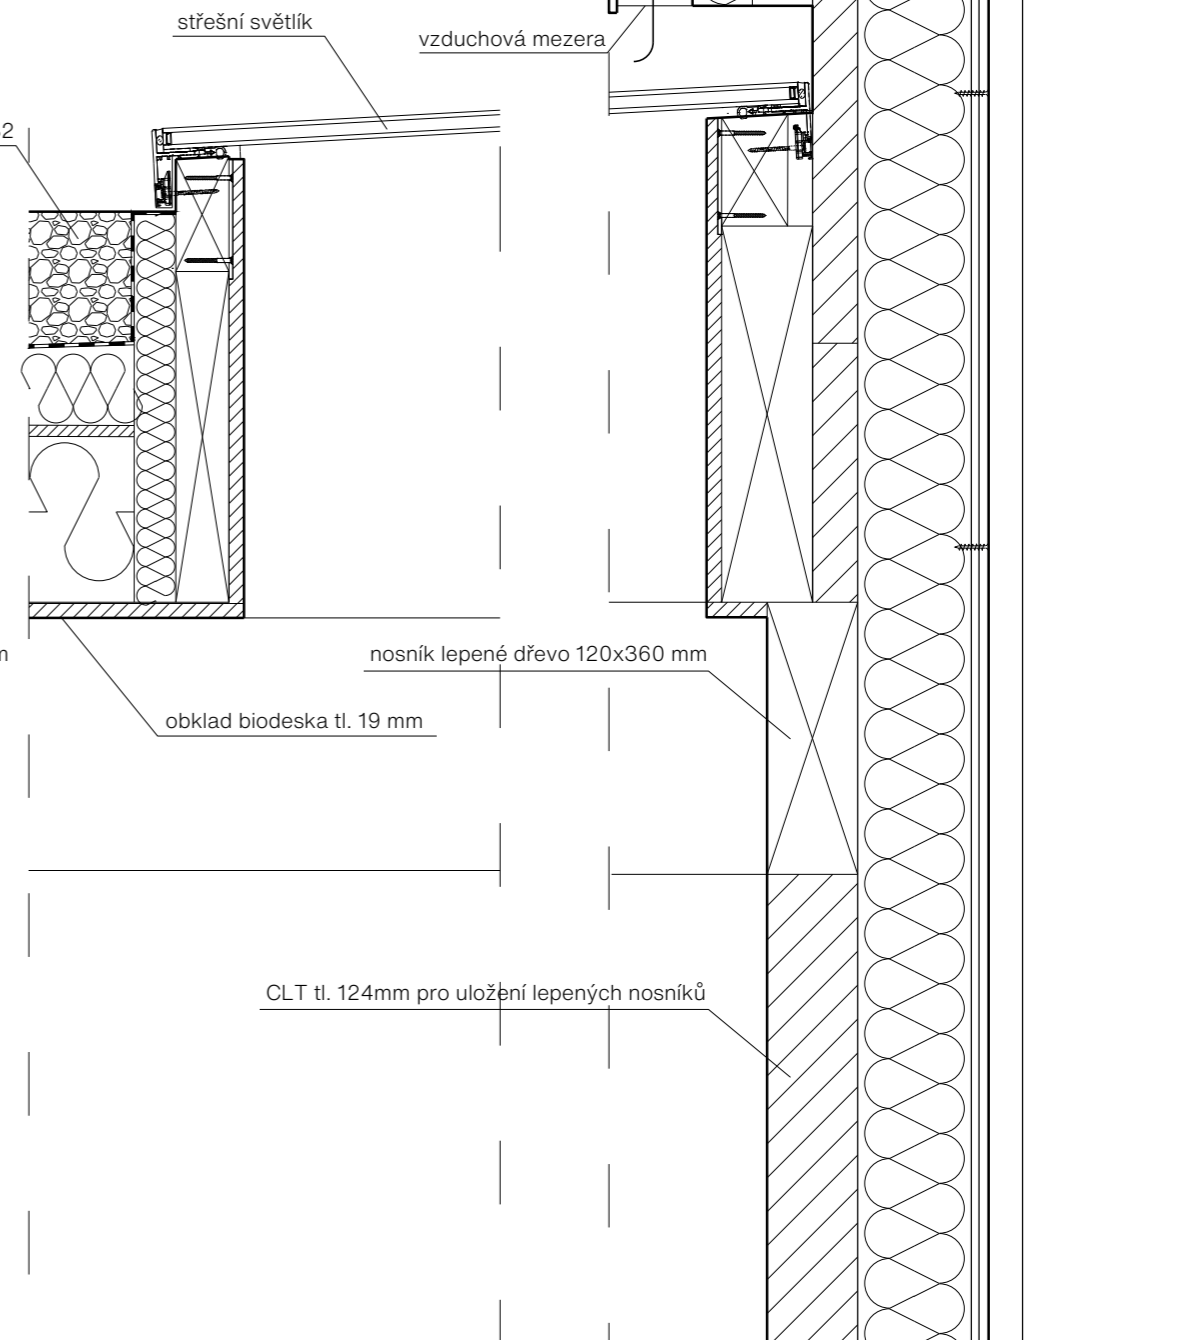 střešní světlík
vzduchová mezera
2
nosník lepené dřevo 120x360 mm
m
obklad biodeska tl. 19 mm
CLT tl. 124mm pro uložení lepených nosníků